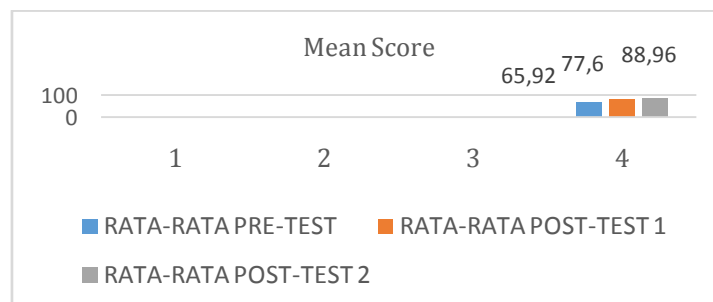 Mean Score
65,92 77,6 88,96
100
0
1 2 3 4
RATA-RATA PRE-TEST RATA-RATA POST-TEST 1
RATA-RATA POST-TEST 2